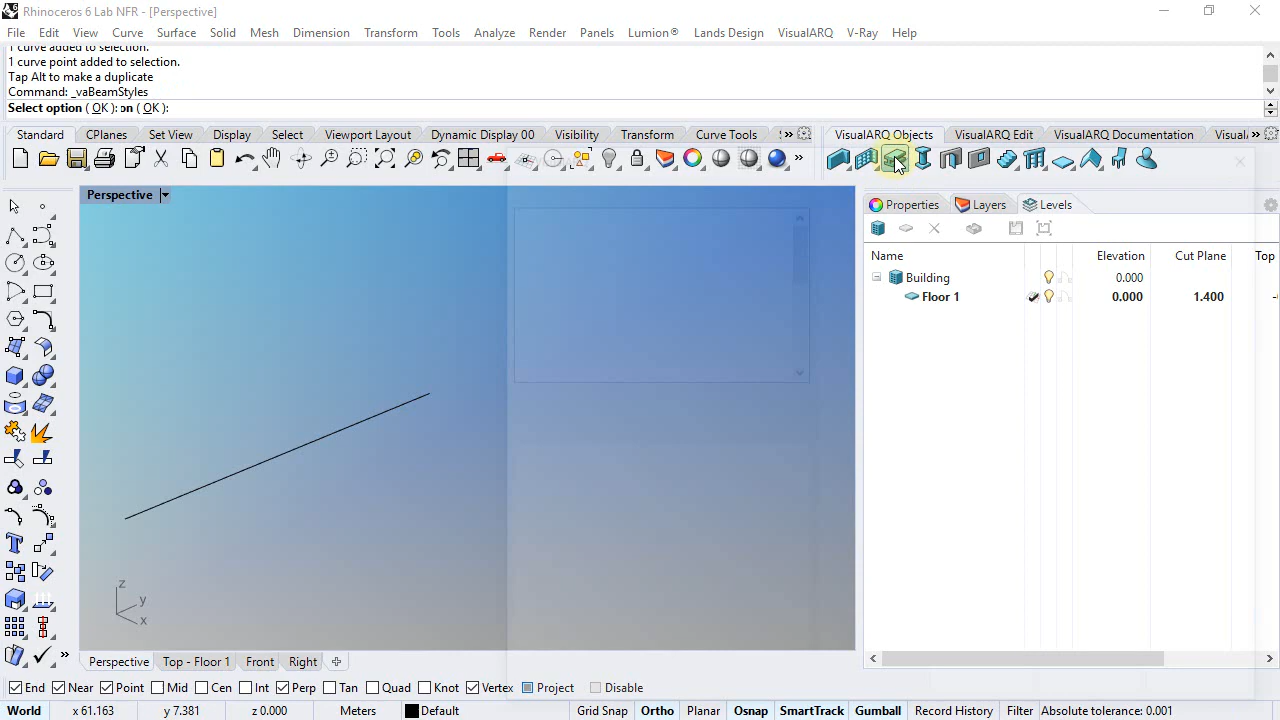 Rhinoceros 6 Lab NFR - [Perspective]
File Edit View Curve Surface Solid Mesh Dimension Transform Tools Analyze Render Panels Lumion® Lands Design VisualARQ V-Ray Help
1 curve added to selection.
1 curve point added to selection.
Tap Alt to make a duplicate
Command: _vaBeamStyles
Select option ( OK ): on ( OK ):
Standard CPlanes Set View Display Select Viewport Layout Dynamic Display 00 Visibility Transform Curve Tools » VisualARQ Objects VisualARQ Edit VisualARQ Documentation Visual »
» 
Perspective
Properties Layers Levels
Name Elevation Cut Plane Top
Building 0.000
Floor 1 0.000 1.400
z
y
x
»
Perspective Top - Floor 1 Front Right
End Near Point Mid Cen Int Perp Tan Quad Knot Vertex Project Disable
World x 61.163 y 7.381 z 0.000 Meters Default Grid Snap Ortho Planar Osnap SmartTrack Gumball Record History Filter Absolute tolerance: 0.001